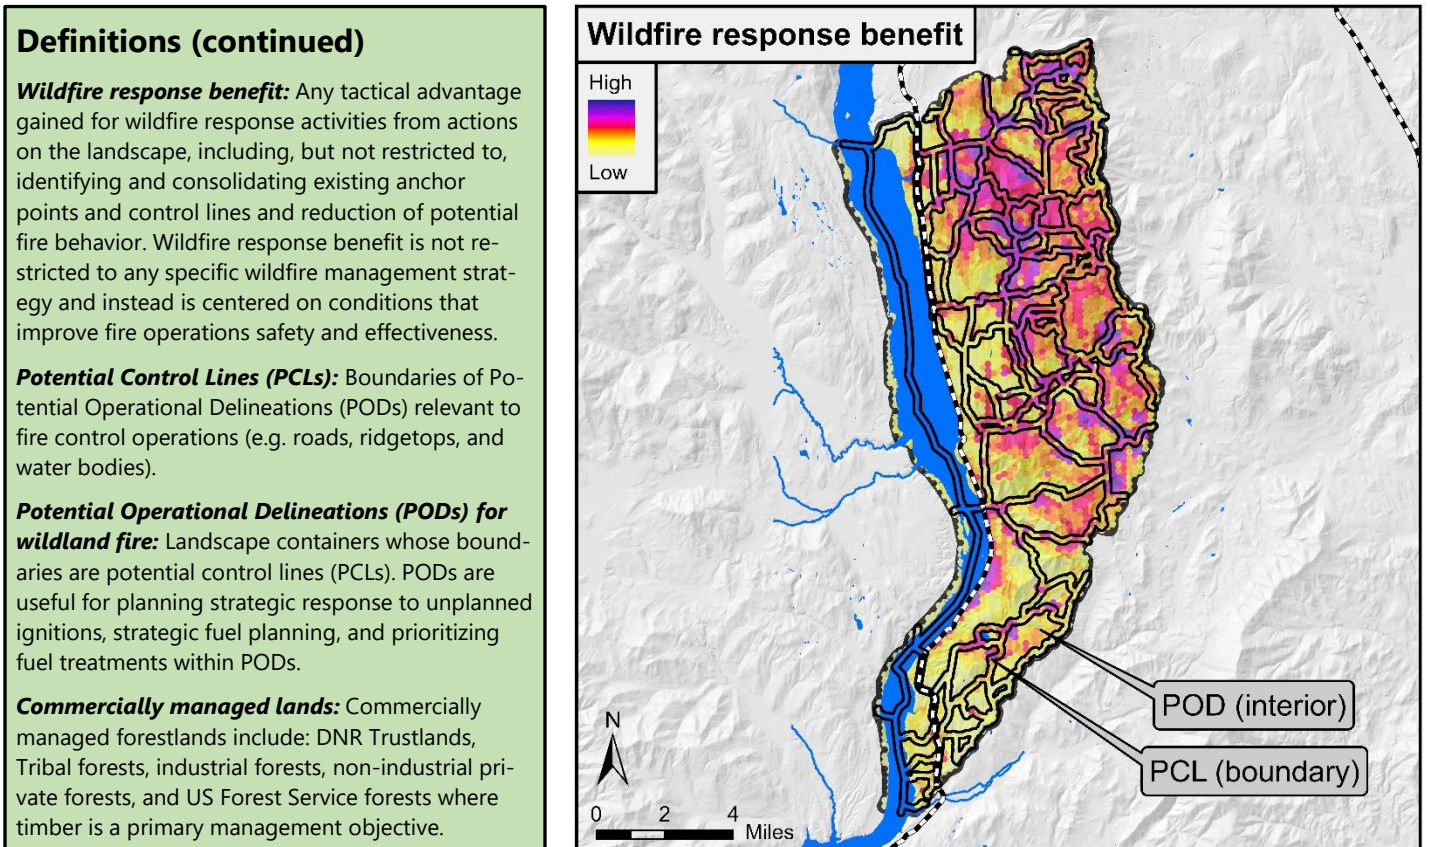 Definitions (continued)
Wildfire response benefit: Any tactical advantage
gained for wildfire response activities from actions
on the landscape, including, but not restricted to,
identifying and consolidating existing anchor
points and control lines and reduction of potential
fire behavior. Wildfire response benefit is not re-
stricted to any specific wildfire management strat-
egy and instead is centered on conditions that
improve fire operations safety and effectiveness.
Potential Control Lines (PCLs): Boundaries of Po-
tential Operational Delineations (PODs) relevant to
fire control operations (e.g. roads, ridgetops, and
water bodies).
Potential Operational Delineations (PODs) for
wildland fire: Landscape containers whose bound-
aries are potential control lines (PCLs). PODs are
useful for planning strategic response to unplanned
ignitions, strategic fuel planning, and prioritizing
fuel treatments within PODs.
Commercially managed lands: Commercially
managed forestlands include: DNR Trustlands,
Tribal forests, industrial forests, non-industrial pri-
vate forests, and US Forest Service forests where
timber is a primary management objective.
Wildfire response benefit
High
Low
POD (interior)
PCL (boundary)
N
0 2 4
Miles